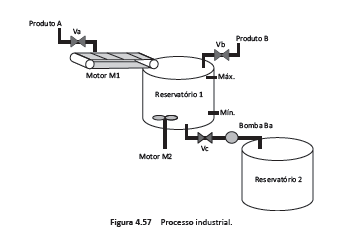 Produto A
Va
Vb
Produto B
Motor M1
Máx.
Reservatório 1
Mín.
Bomba Ba
Vc
Motor M2
Reservatório 2
Figura 4.57 Processo industrial.